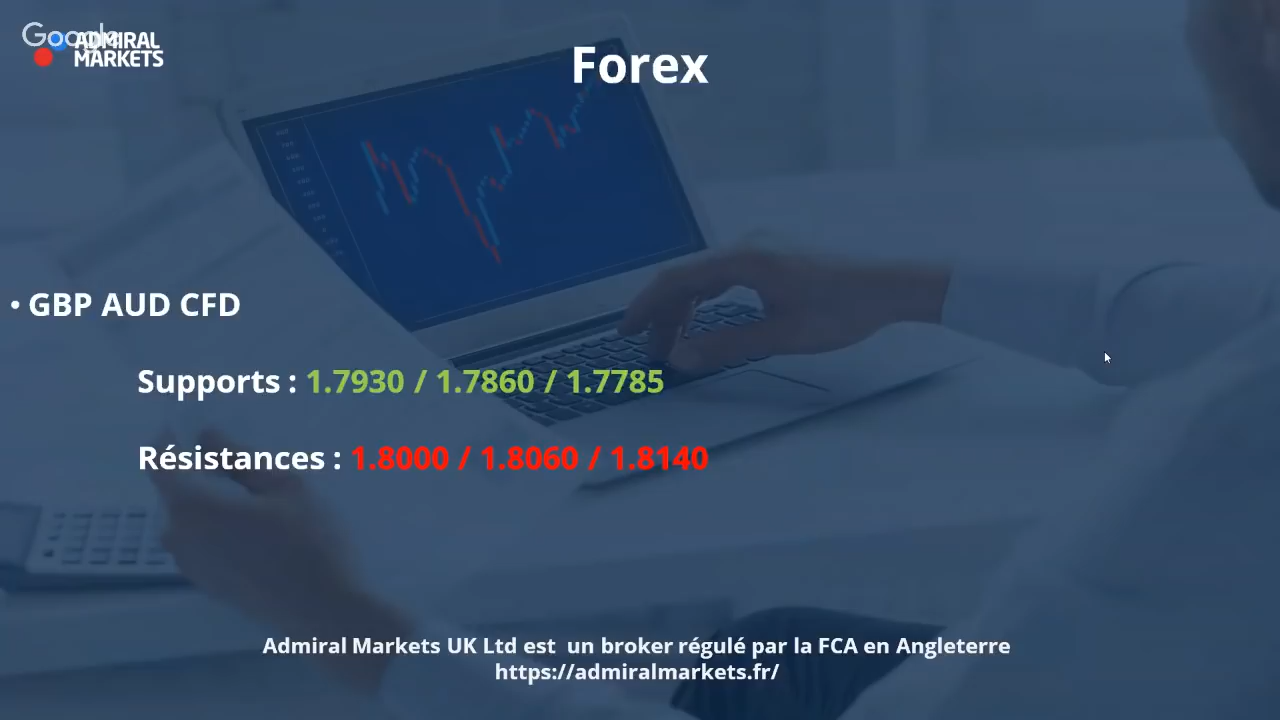 Google
ADMIRAL
MARKETS
Forex
• GBP AUD CFD
Supports : 1.7930 / 1.7860 / 1.7785
Résistances : 1.8000 / 1.8060 / 1.8140
Admiral Markets UK Ltd est  un broker régulé par la FCA en Angleterre
https://admiralmarkets.fr/